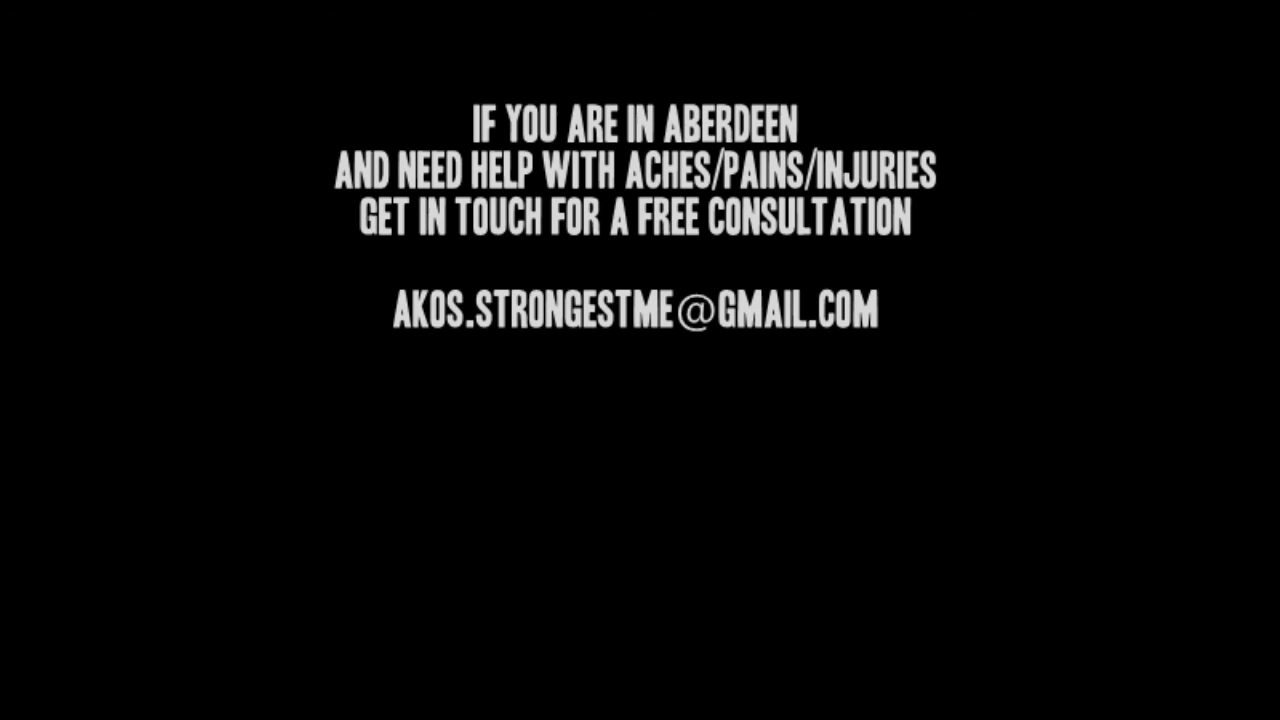 IF YOU ARE IN ABERDEEN
AND NEED HELP WITH ACHES/PAINS/INJURIES
GET IN TOUCH FOR A FREE CONSULTATION
AKOS.STRONGESTME@GMAIL.COM